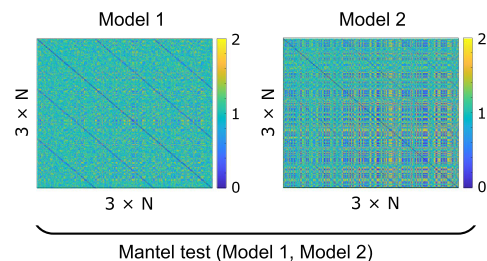 Model 1
Model 2
2
1
0
3 × N
3 × N
2
1
0
3 × N
3 × N
Mantel test (Model 1, Model 2)